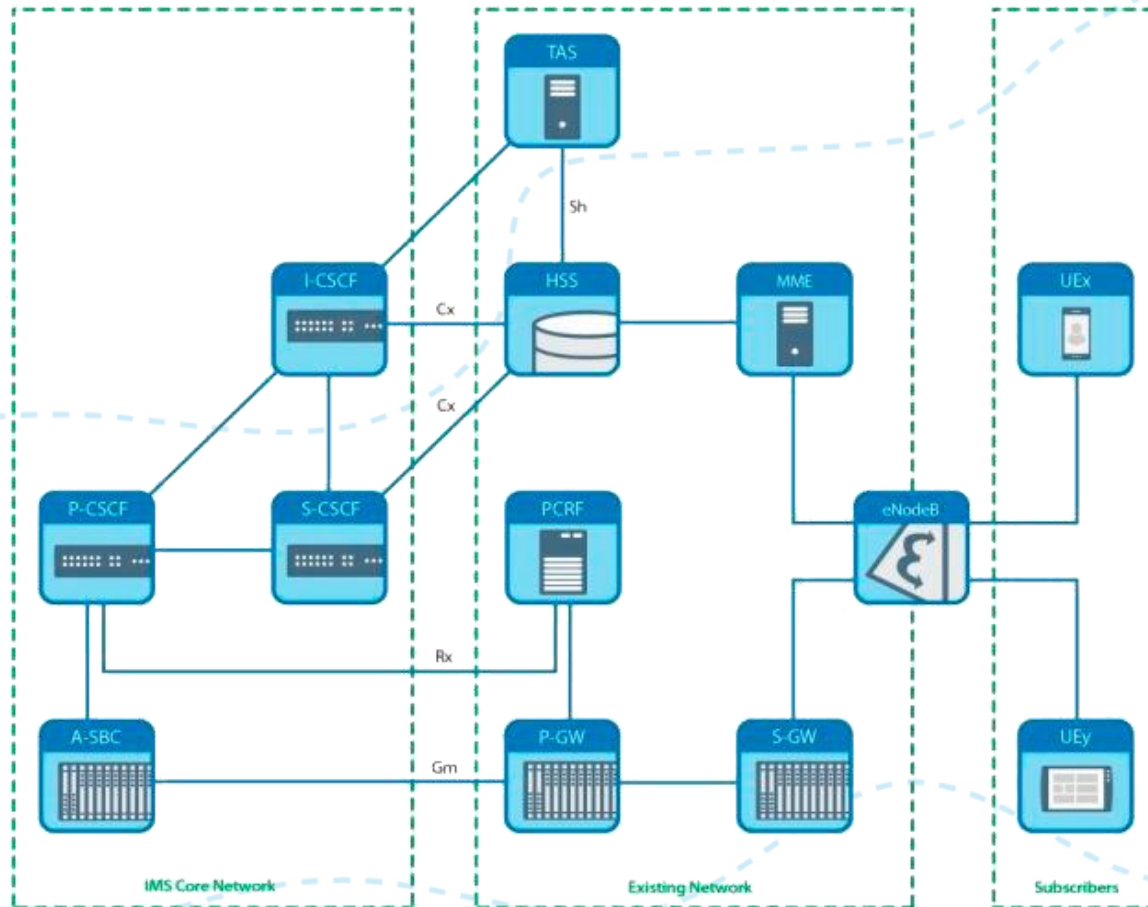 TAS
Sh
I-CSCF
Cx
HSS
MME
UEx
Cx
P-CSCF
S-CSCF
PCRF
eNodeB
Rx
A-SBC
Gm
P-GW
S-GW
UEy
IMS Core Network
Existing Network
Subscribers